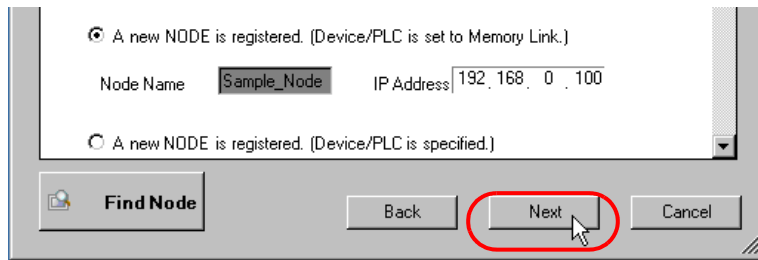 A new NODE is registered. (Device/PLC is set to Memory Link.)
Node Name Sample_Node IP Address 192.168.0.100
A new NODE is registered. (Device/PLC is specified.)
Find Node Back Next Cancel